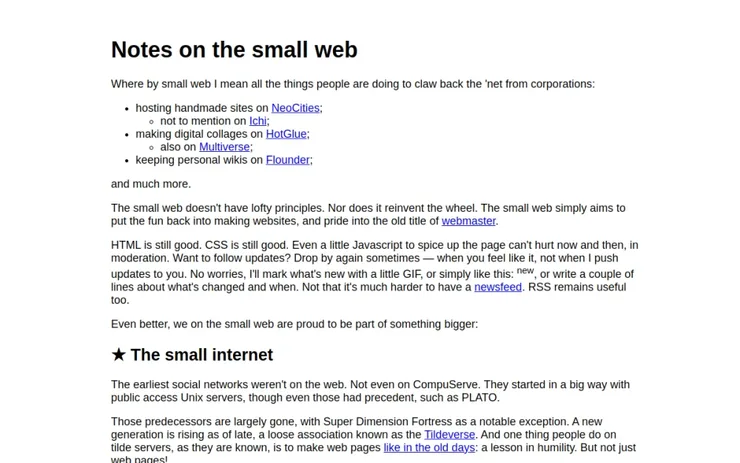 Notes on the small web
Where by small web I mean all the things people are doing to claw back the 'net from corporations:
• hosting handmade sites on NeoCities;
◦ not to mention on Ichi;
• making digital collages on HotGlue;
◦ also on Multiverse;
• keeping personal wikis on Flounder;
and much more.
The small web doesn't have lofty principles. Nor does it reinvent the wheel. The small web simply aims to
put the fun back into making websites, and pride into the old title of webmaster.
HTML is still good. CSS is still good. Even a little Javascript to spice up the page can't hurt now and then, in
moderation. Want to follow updates? Drop by again sometimes — when you feel like it, not when I push
updates to you. No worries, I'll mark what's new with a little GIF, or simply like this: new, or write a couple of
lines about what's changed and when. Not that it's much harder to have a newsfeed. RSS remains useful
too.
Even better, we on the small web are proud to be part of something bigger:
★ The small internet
The earliest social networks weren't on the web. Not even on CompuServe. They started in a big way with
public access Unix servers, though even those had precedent, such as PLATO.
Those predecessors are largely gone, with Super Dimension Fortress as a notable exception. A new
generation is rising as of late, a loose association known as the Tildeverse. And one thing people do on
tilde servers, as they are known, is to make web pages like in the old days: a lesson in humility. But not just
web pages!